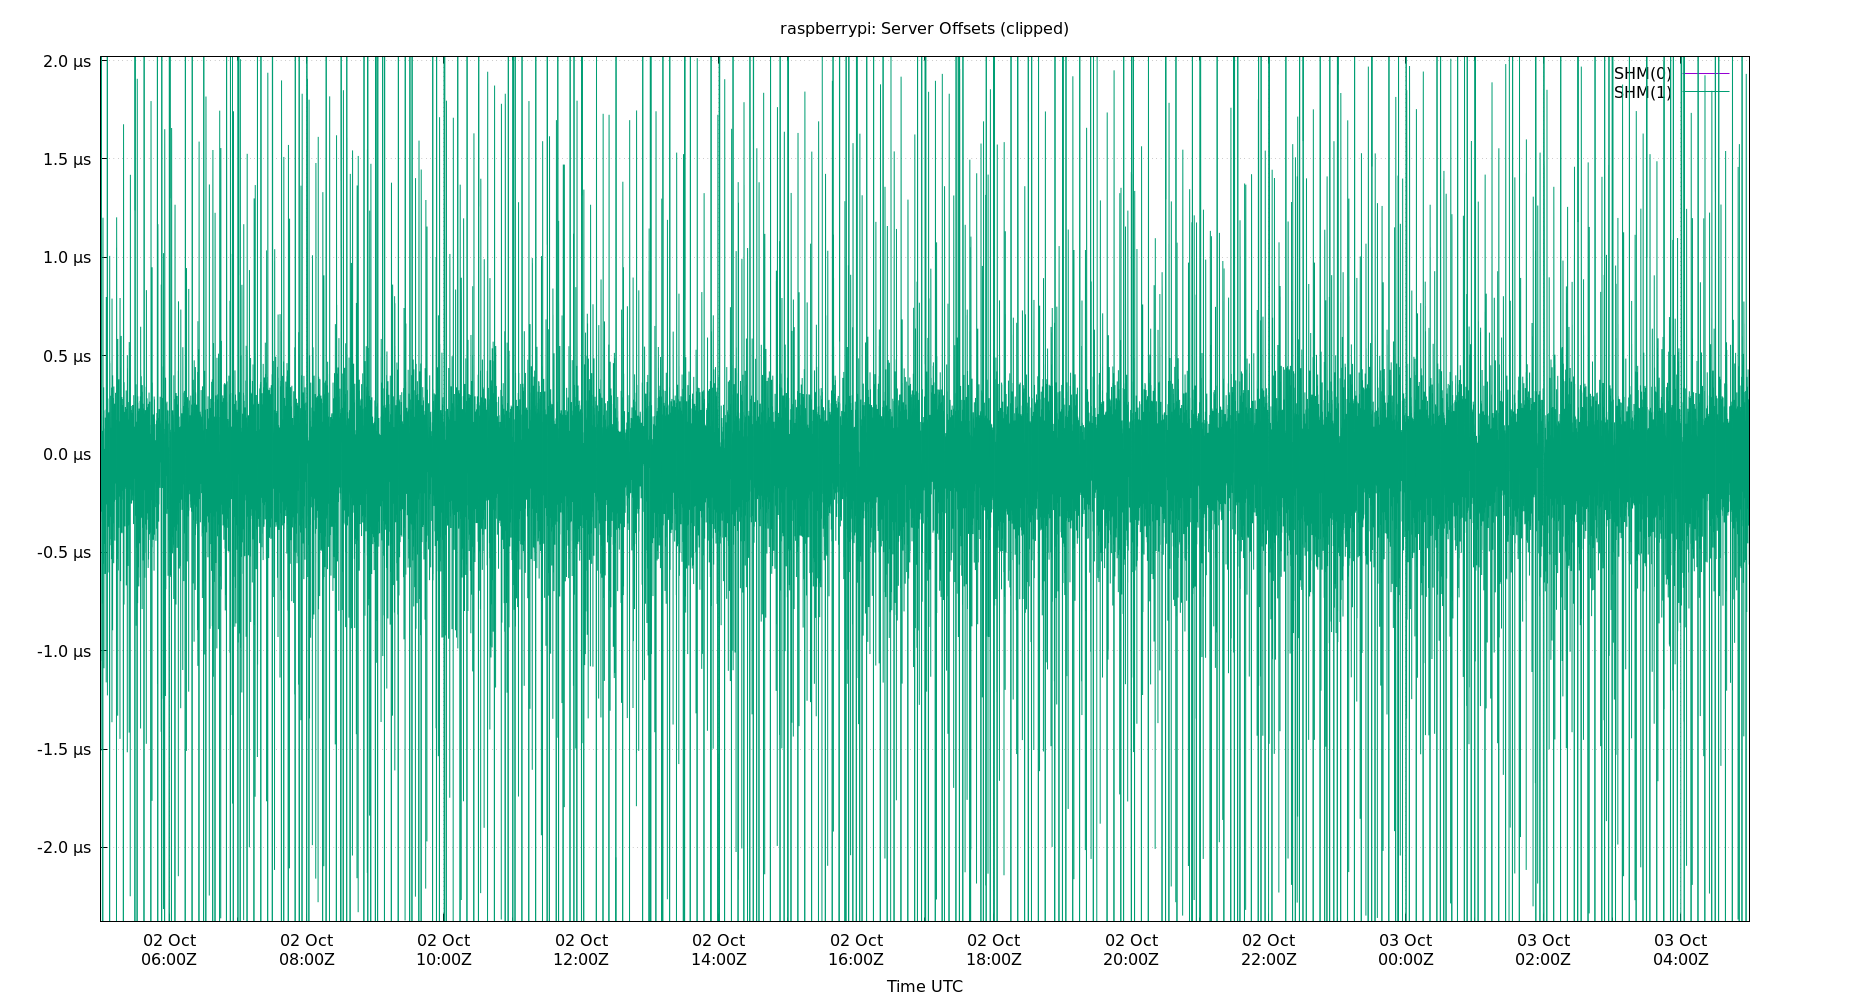 raspberrypi: Server Offsets (clipped)
2.0 µs
1.5 µs
1.0 µs
0.5 µs
0.0 µs
-0.5 µs
-1.0 µs
-1.5 µs
-2.0 µs
SHM(0)
SHM(1)
02 Oct 02 Oct 02 Oct 02 Oct 02 Oct 02 Oct 02 Oct 02 Oct 02 Oct 03 Oct 03 Oct 03 Oct
06:00Z 08:00Z 10:00Z 12:00Z 14:00Z 16:00Z 18:00Z 20:00Z 22:00Z 00:00Z 02:00Z 04:00Z
Time UTC